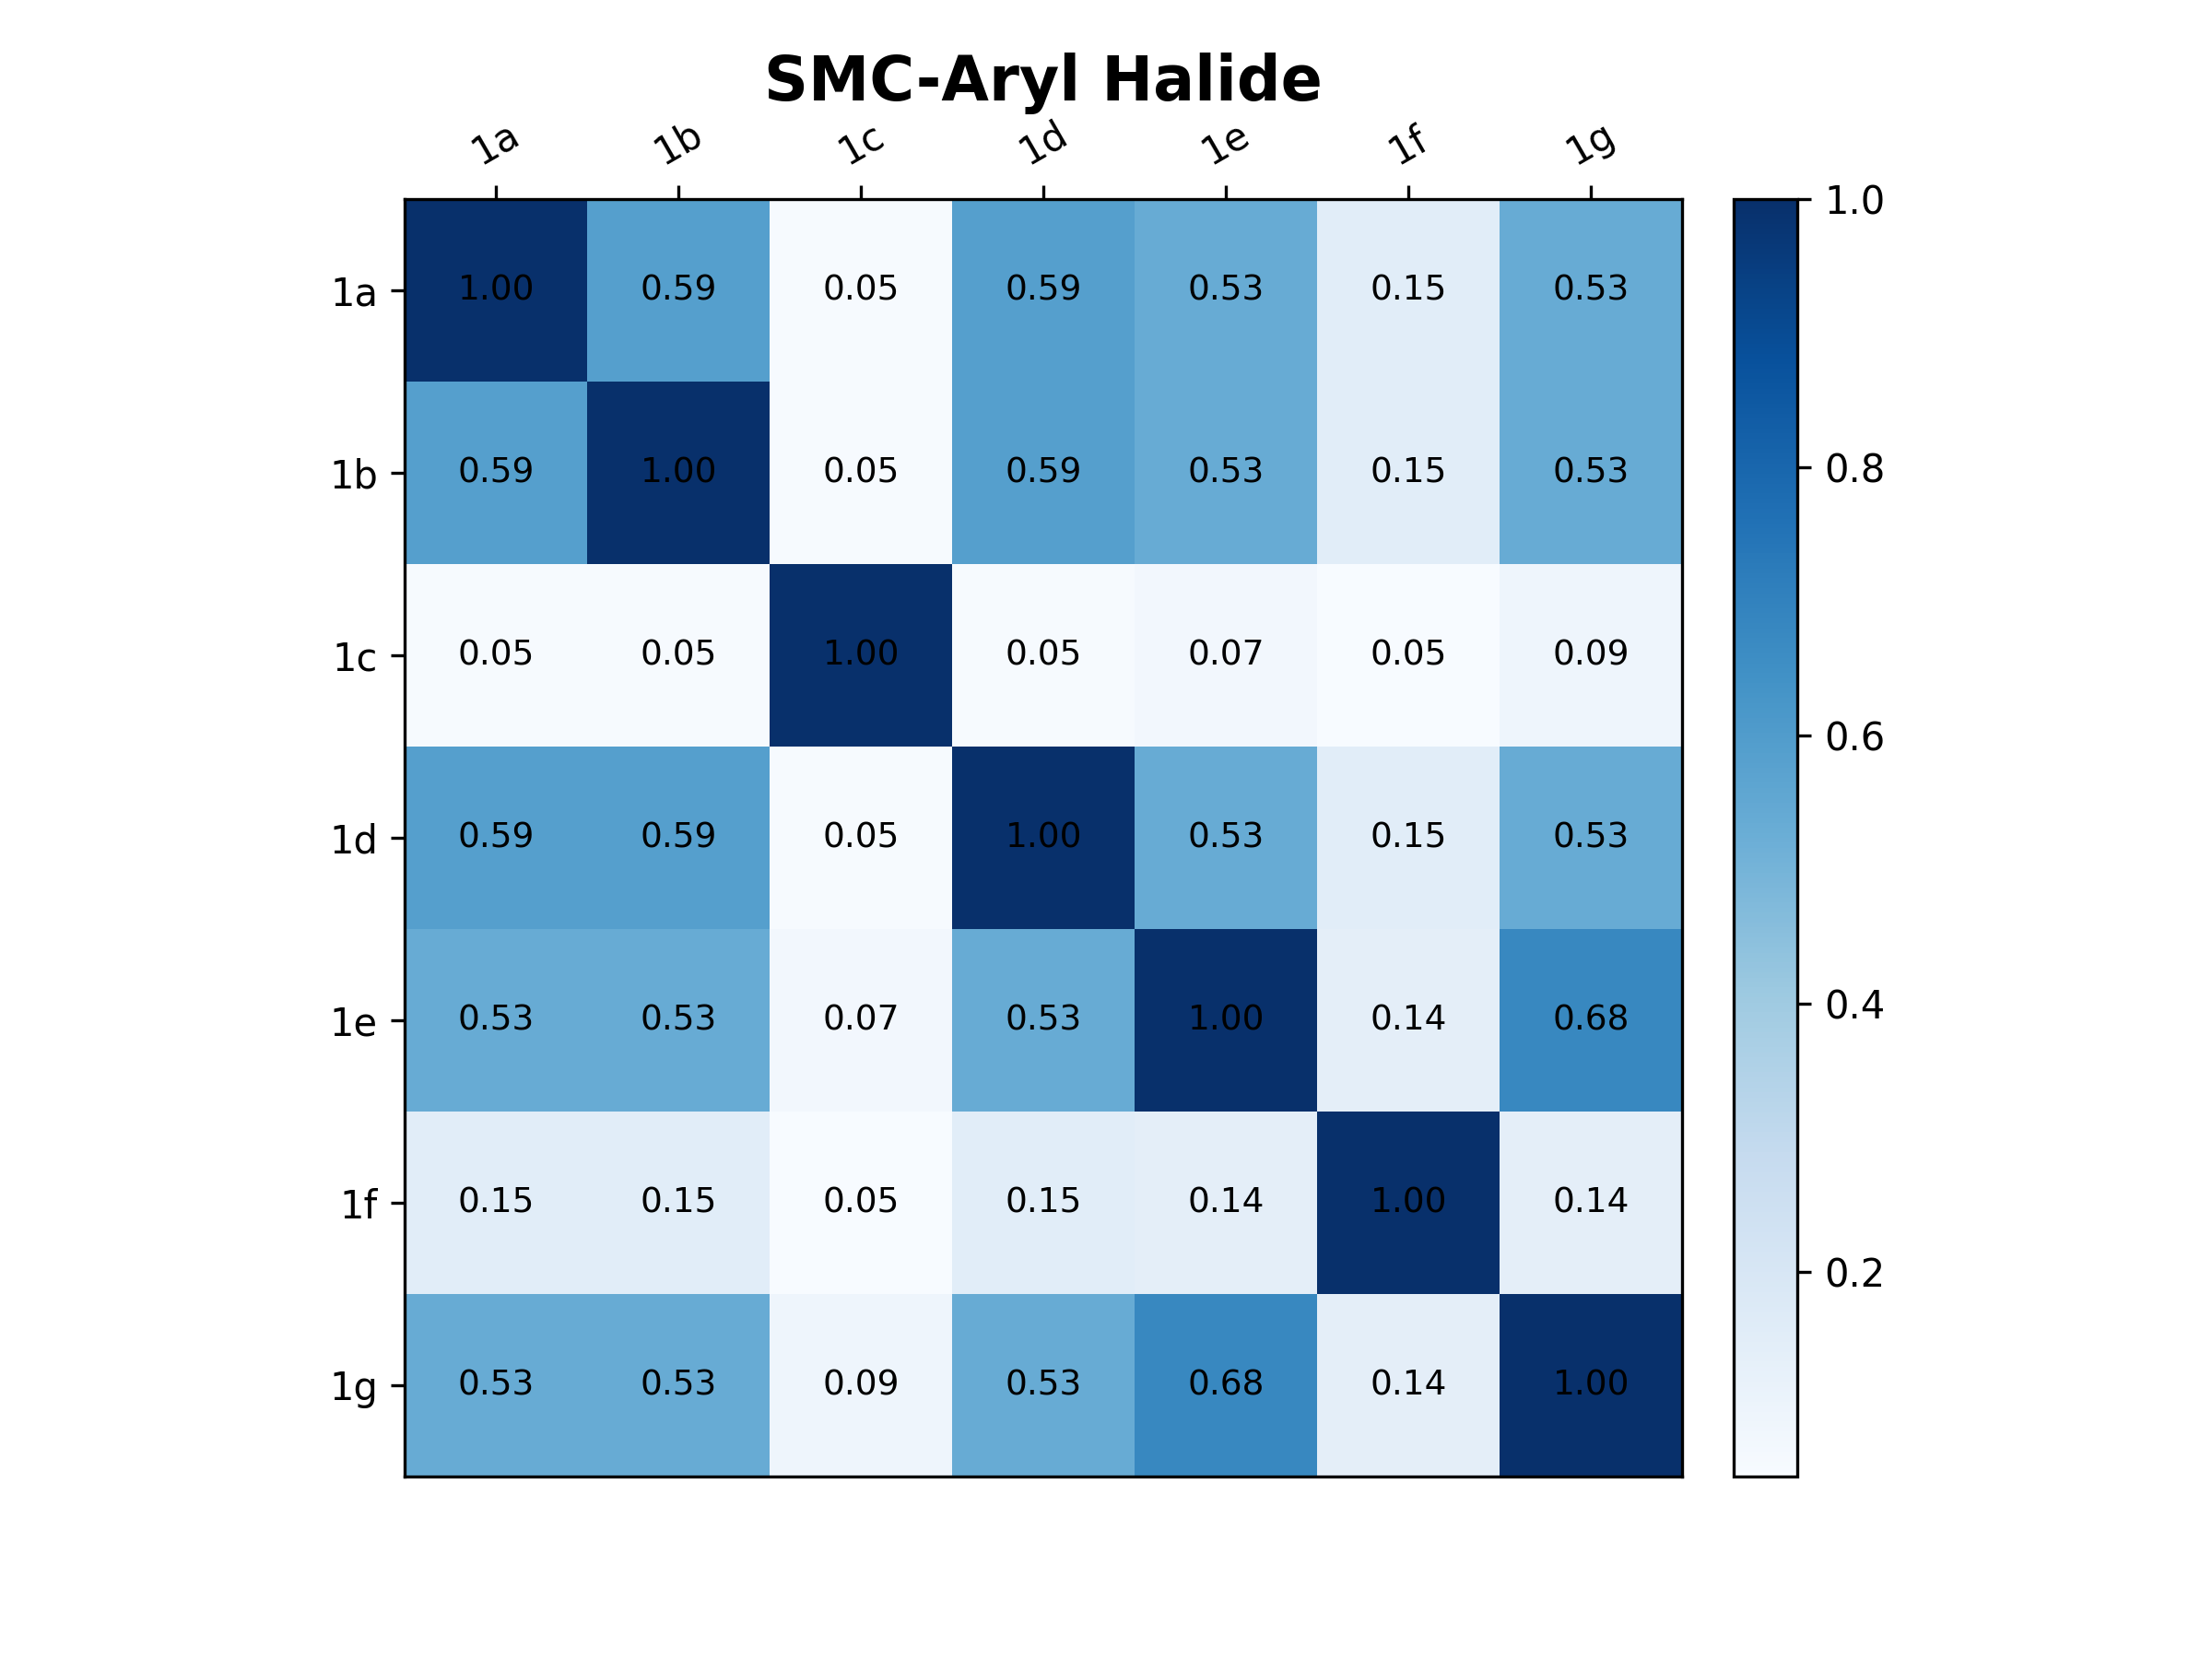 SMC-Aryl Halide
1a 1b 1c 1d 1e 1f 1g
1a 1.00 0.59 0.05 0.59 0.53 0.15 0.53
1b 0.59 1.00 0.05 0.59 0.53 0.15 0.53
1c 0.05 0.05 1.00 0.05 0.07 0.05 0.09
1d 0.59 0.59 0.05 1.00 0.53 0.15 0.53
1e 0.53 0.53 0.07 0.53 1.00 0.14 0.68
1f 0.15 0.15 0.05 0.15 0.14 1.00 0.14
1g 0.53 0.53 0.09 0.53 0.68 0.14 1.00
1.0
0.8
0.6
0.4
0.2